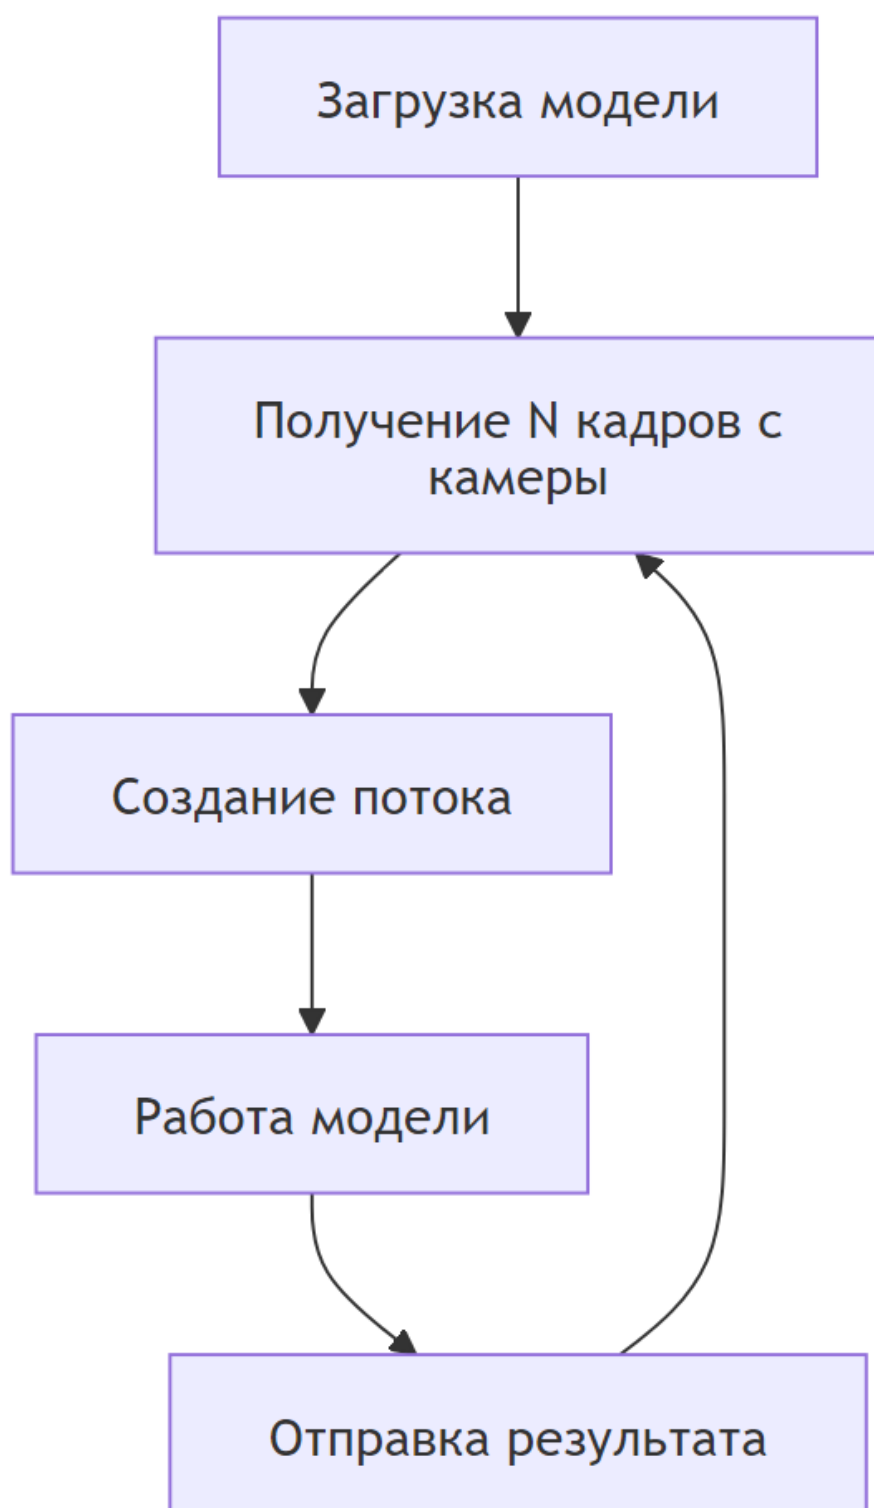 Загрузка модели
Получение N кадров с
камеры
Создание потока
Работа модели
Отправка результата